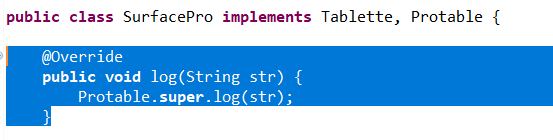 public class SurfacePro implements Tablette, Protable {
@Override
public void log(String str) {
Protable.super.log(str);
}